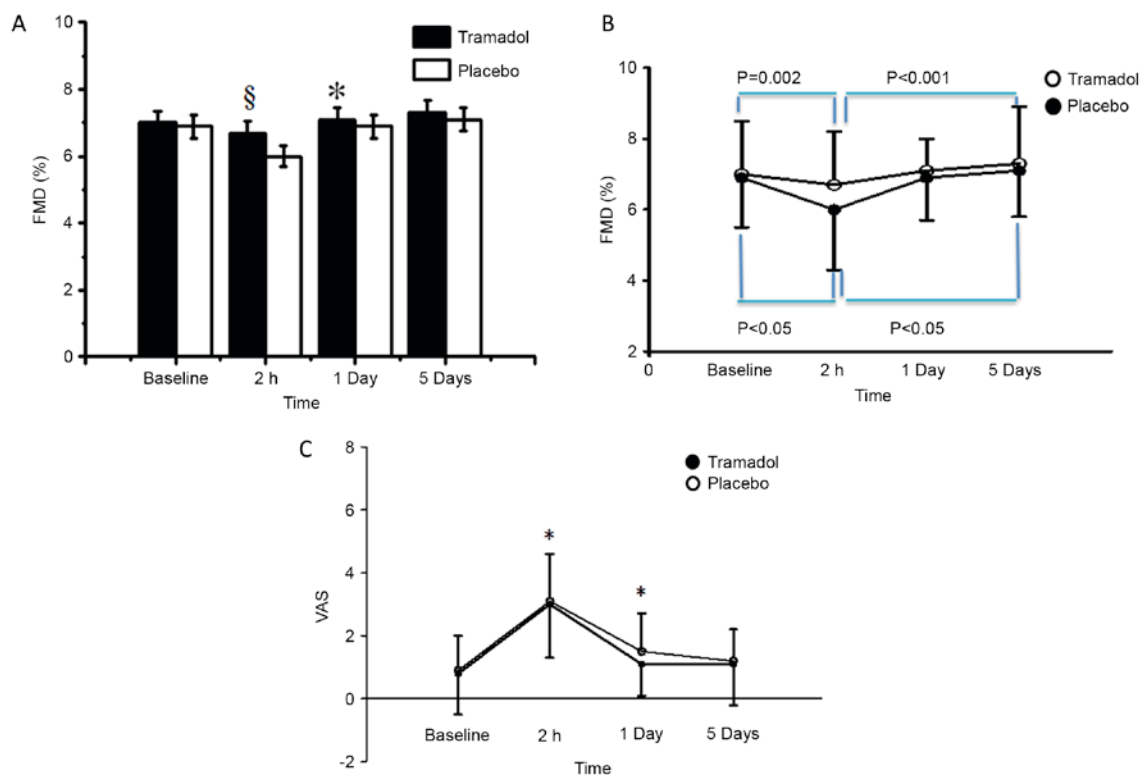 A
10
8
6
4
2
0
FMD (%)
Tramadol
Placebo
§
*
Baseline
2 h
1 Day
5 Days
Time
B
10
8
6
4
2
0
FMD (%)
P=0.002
P<0.001
Tramadol
Placebo
P<0.05
P<0.05
Baseline
2 h
1 Day
5 Days
Time
C
8
6
4
2
0
-2
VAS
Tramadol
Placebo
*
*
Baseline
2 h
1 Day
5 Days
Time